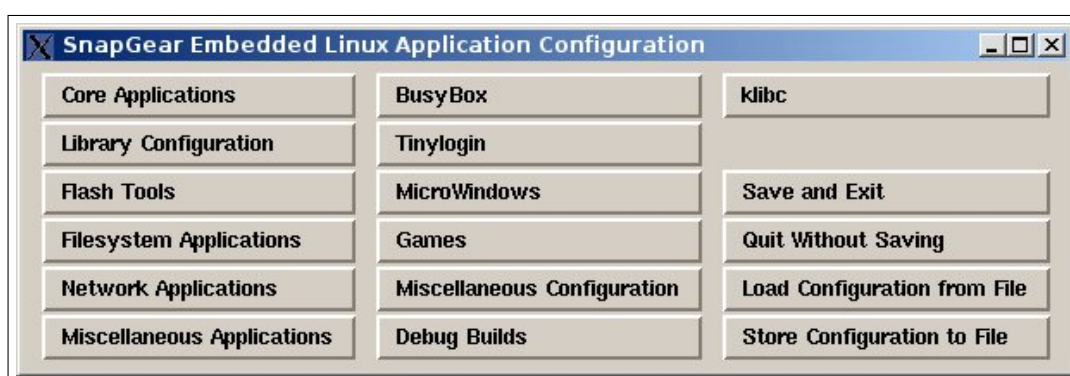 SnapGear Embedded Linux Application Configuration
Core Applications
BusyBox
klibc
Library Configuration
Tinylogin
Flash Tools
MicroWindows
Save and Exit
Filesystem Applications
Games
Quit Without Saving
Network Applications
Miscellaneous Configuration
Load Configuration from File
Miscellaneous Applications
Debug Builds
Store Configuration to File